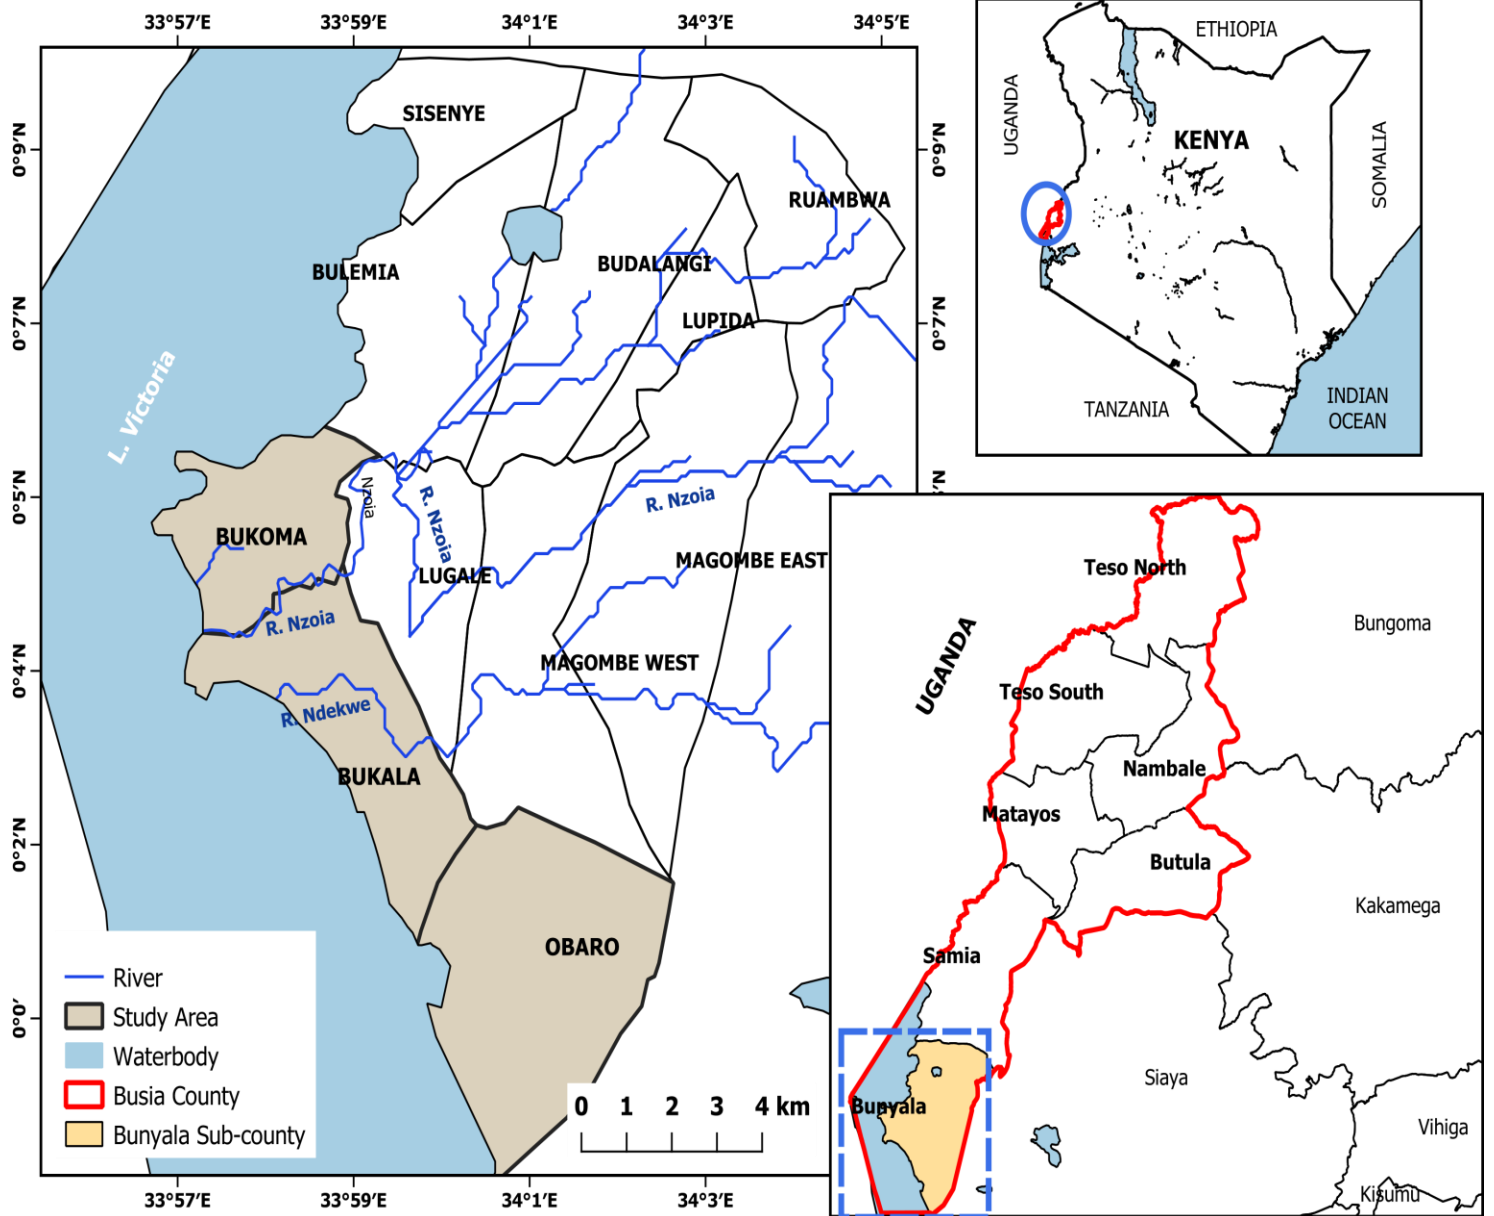 33°57'E
33°59'E
34°1'E
34°3'E
34°5'E
0°9'N
0°7'N
0°5'N
0°4'N
0°2'N
0°0'
0°9'N
0°7'N
'N
SISENYE
RUAMBWA
BULEMIA
BUDALANGI
LUPIDA
L. Victoria
BUKOMA
Nzoia
R. Nzoia
R. Nzoia
LUGALE
MAGOMBE EAST
R. Nzoia
MAGOMBE WEST
R. Ndekwe
BUKALA
OBARO
River
Study Area
Waterbody
Busia County
Bunyala Sub-county
0 1 2 3 4 km
33°57'E
33°59'E
34°1'E
34°3'E
ETHIOPIA
UGANDA
KENYA
SOMALIA
TANZANIA
INDIAN
OCEAN
Teso North
Bungoma
UGANDA
Teso South
Nambale
Matayos
Butula
Kakamega
Samia
Siaya
Bunyala
Vihiga
Kisumu